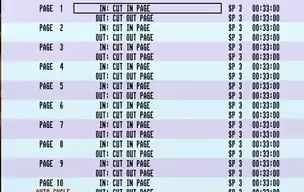 PAGE 1 IN: CUT IN PAGE SP 3 00:33:00
OUT: CUT OUT PAGE SP 3 00:33:00
PAGE 2 IN: CUT IN PAGE SP 3 00:33:00
OUT: CUT OUT PAGE SP 3 00:33:00
PAGE 3 IN: CUT IN PAGE SP 3 00:33:00
OUT: CUT OUT PAGE SP 3 00:33:00
PAGE 4 IN: CUT IN PAGE SP 3 00:33:00
OUT: CUT OUT PAGE SP 3 00:33:00
PAGE 5 IN: CUT IN PAGE SP 3 00:33:00
OUT: CUT OUT PAGE SP 3 00:33:00
PAGE 6 IN: CUT IN PAGE SP 3 00:33:00
OUT: CUT OUT PAGE SP 3 00:33:00
PAGE 7 IN: CUT IN PAGE SP 3 00:33:00
OUT: CUT OUT PAGE SP 3 00:33:00
PAGE 8 IN: CUT IN PAGE SP 3 00:33:00
OUT: CUT OUT PAGE SP 3 00:33:00
PAGE 9 IN: CUT IN PAGE SP 3 00:33:00
OUT: CUT OUT PAGE SP 3 00:33:00
PAGE 10 IN: CUT IN PAGE SP 3 00:33:00
OUT: CUT OUT PAGE SP 3 00:33:00